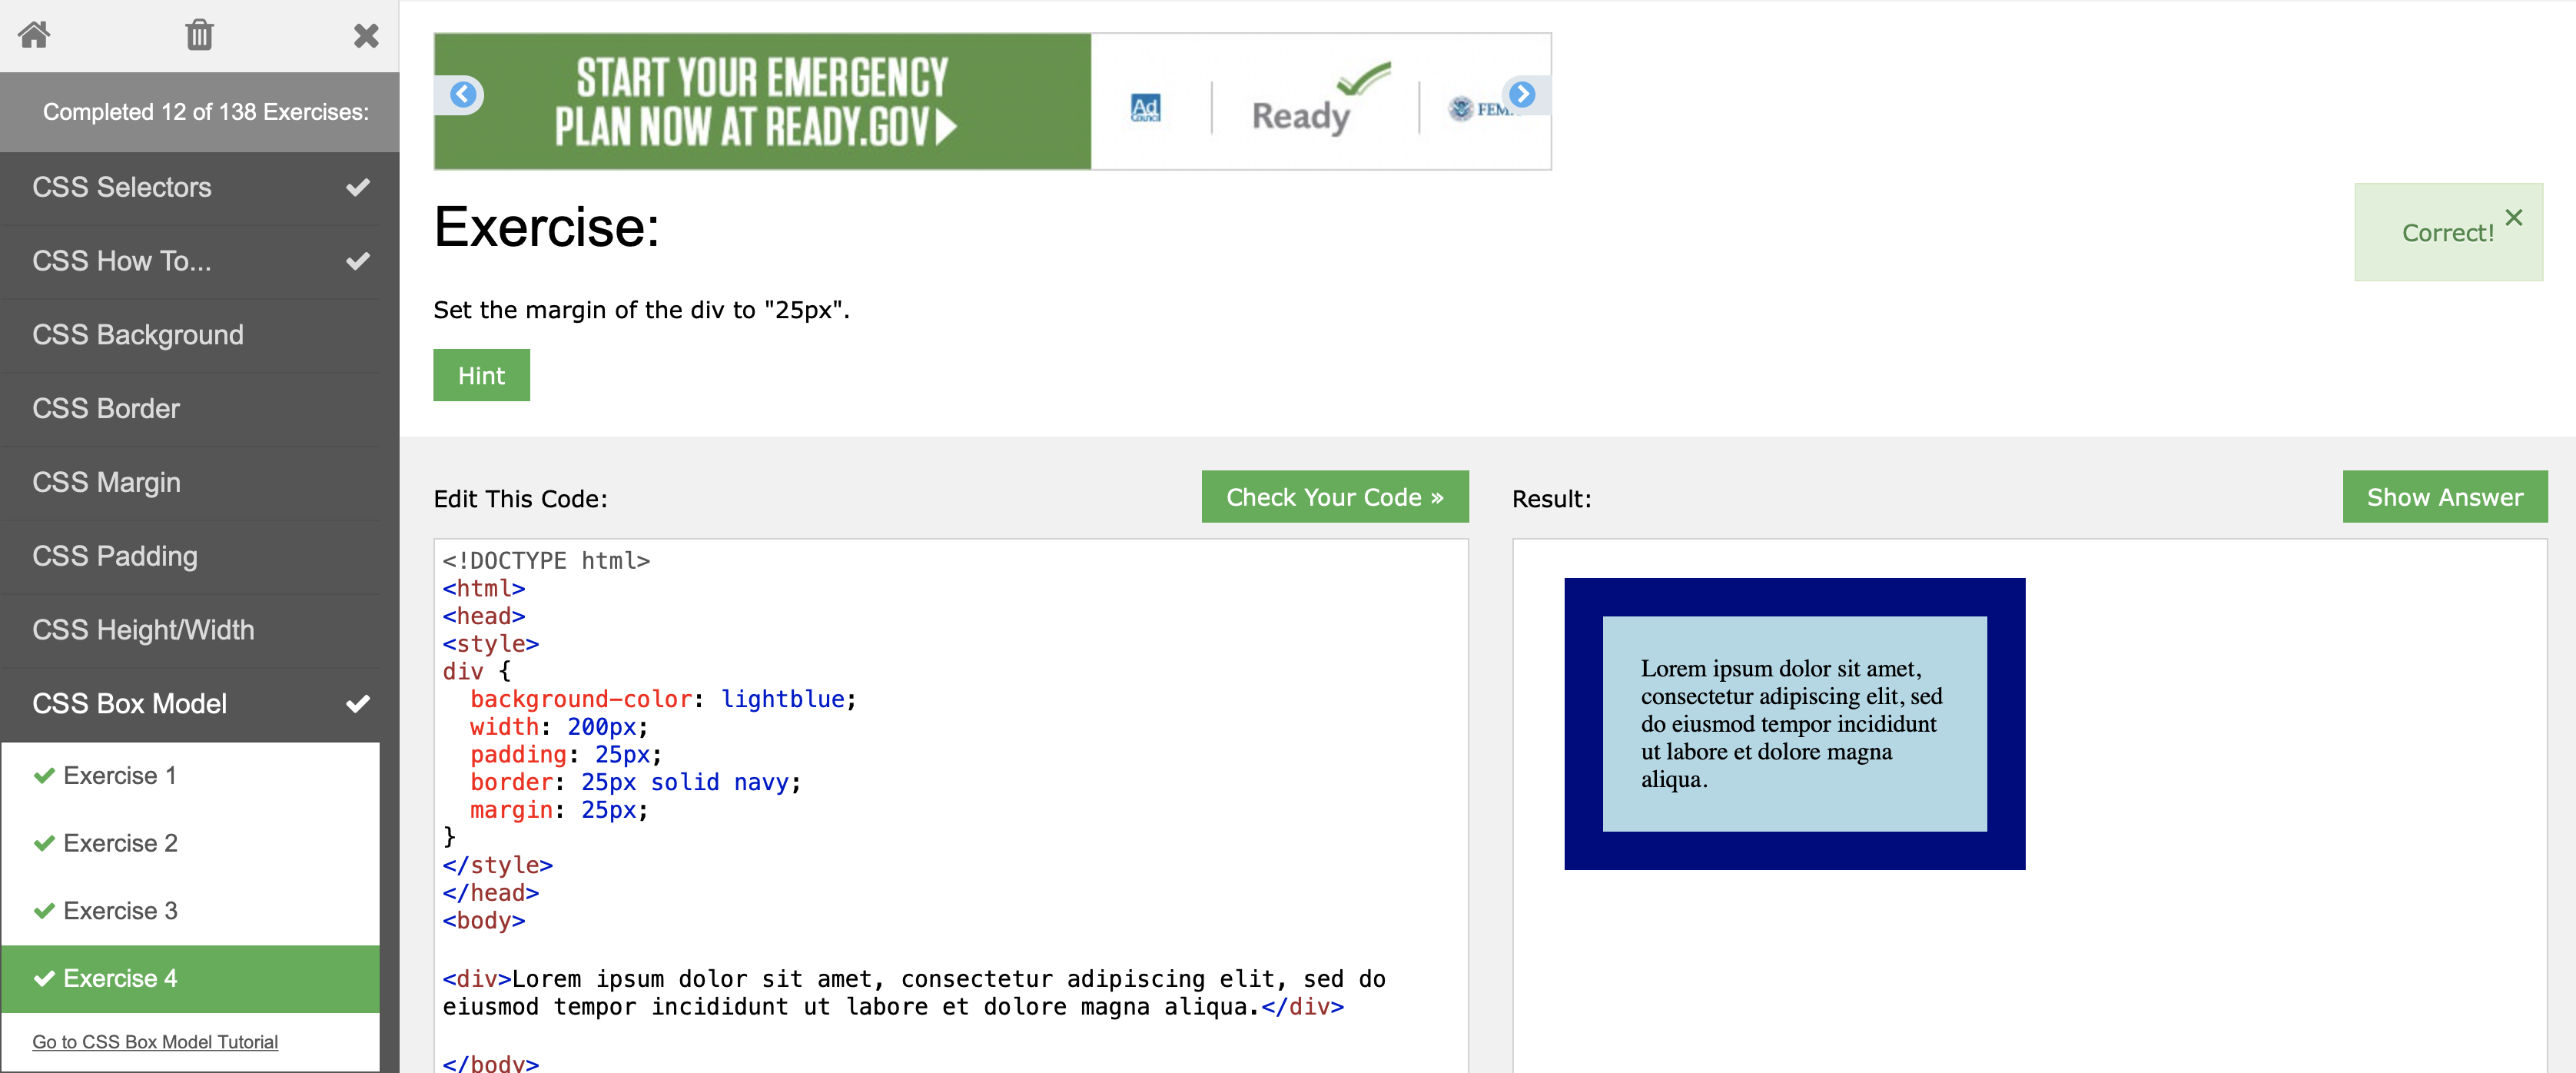 Completed 12 of 138 Exercises:
CSS Selectors
CSS How To...
CSS Background
CSS Border
CSS Margin
CSS Padding
CSS Height/Width
CSS Box Model
Exercise 1
Exercise 2
Exercise 3
Exercise 4
Go to CSS Box Model Tutorial
START YOUR EMERGENCY
PLAN NOW AT READY.GOV
Ad
Council
Ready
Exercise:
Correct!
Set the margin of the div to "25px".
Hint
Edit This Code:
Check Your Code »
<!DOCTYPE html>
<html>
<head>
<style>
div {
  background-color: lightblue;
  width: 200px;
  padding: 25px;
  border: 25px solid navy;
  margin: 25px;
}
</style>
</head>
<body>
<div>Lorem ipsum dolor sit amet, consectetur adipiscing elit, sed do
eiusmod tempor incididunt ut labore et dolore magna aliqua.</div>
</body>
Result:
Show Answer
Lorem ipsum dolor sit amet,
consectetur adipiscing elit, sed
do eiusmod tempor incididunt
ut labore et dolore magna
aliqua.